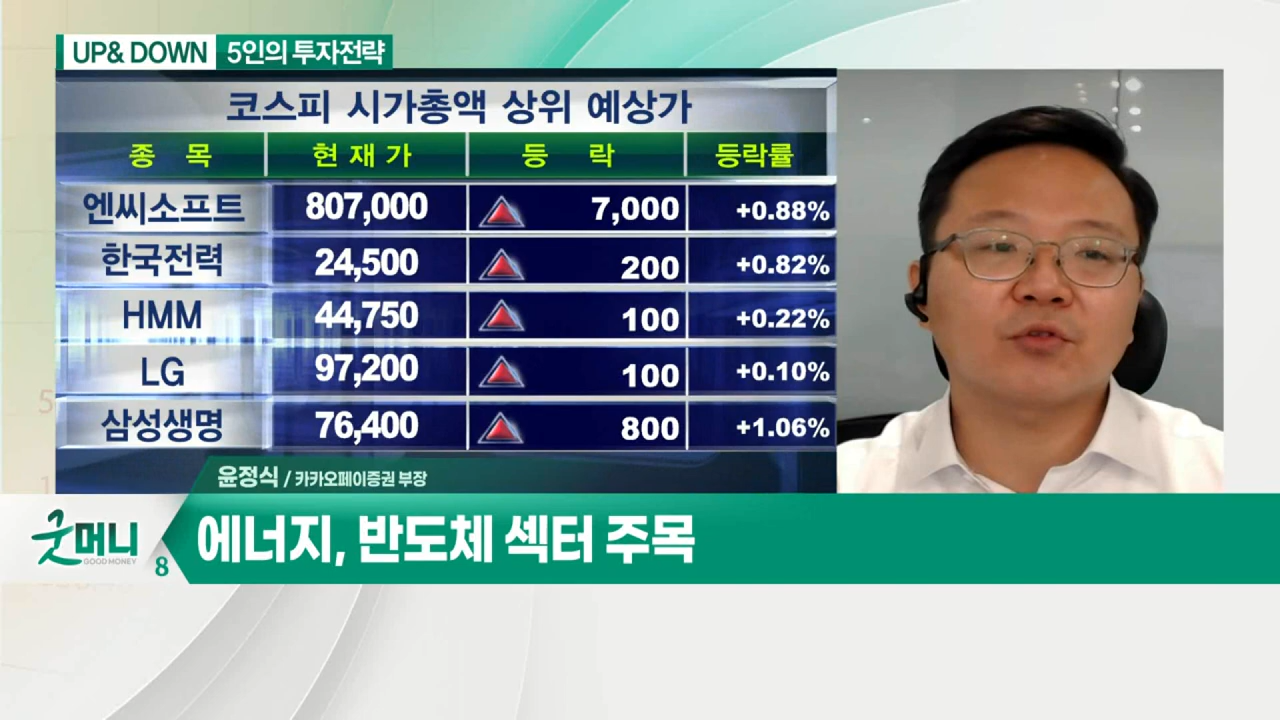 UP& DOWN 5인의 투자전략
코스피 시가총액 상위 예상가
종 목 현 재 가 등 락 등락률
엔씨소프트 807,000 7,000 +0.88%
한국전력 24,500 200 +0.82%
HMM 44,750 100 +0.22%
LG 97,200 100 +0.10%
삼성생명 76,400 800 +1.06%
윤정식 / 카카오페이증권 부장
굿머니
GOOD MONEY
8
에너지, 반도체 섹터 주목